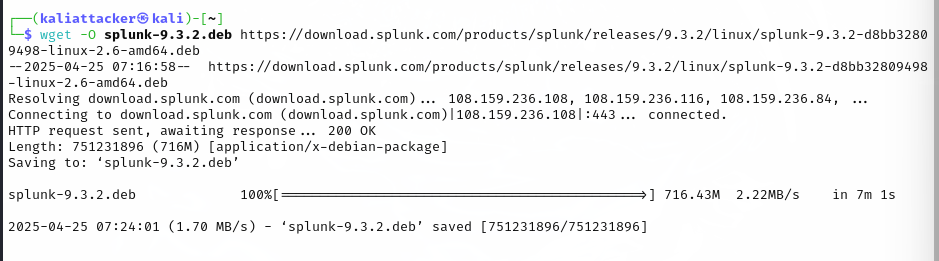 ┌──(kaliattacker㉿kali)-[~]
└─$ wget -O splunk-9.3.2.deb https://download.splunk.com/products/splunk/releases/9.3.2/linux/splunk-9.3.2-d8bb3280
9498-linux-2.6-amd64.deb
--2025-04-25 07:16:58--  https://download.splunk.com/products/splunk/releases/9.3.2/linux/splunk-9.3.2-d8bb32809498
-linux-2.6-amd64.deb
Resolving download.splunk.com (download.splunk.com)... 108.159.236.108, 108.159.236.116, 108.159.236.84, ...
Connecting to download.splunk.com (download.splunk.com)|108.159.236.108|:443... connected.
HTTP request sent, awaiting response... 200 OK
Length: 751231896 (716M) [application/x-debian-package]
Saving to: ‘splunk-9.3.2.deb’
splunk-9.3.2.deb 100%[===================================================>] 716.43M 2.22MB/s in 7m 1s
2025-04-25 07:24:01 (1.70 MB/s) - ‘splunk-9.3.2.deb’ saved [751231896/751231896]